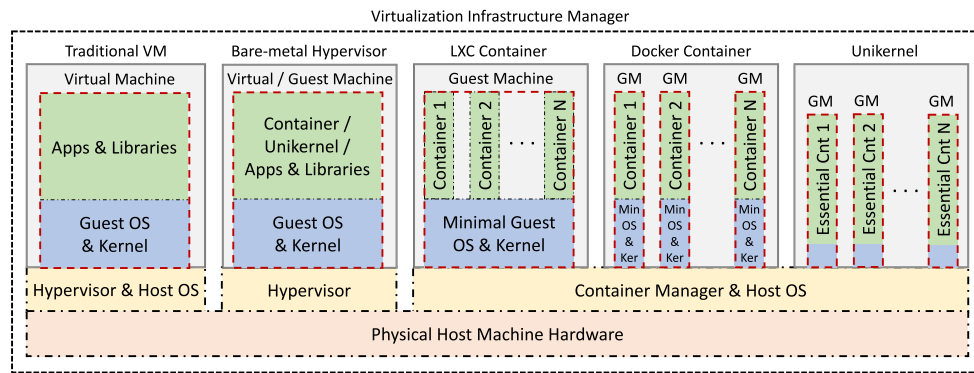 Virtualization Infrastructure Manager
Traditional VM
Virtual Machine
Apps & Libraries
Guest OS
& Kernel
Hypervisor & Host OS
Bare-metal Hypervisor
Virtual / Guest Machine
Container /
Unikernel /
Apps & Libraries
Guest OS
& Kernel
Hypervisor
LXC Container
Guest Machine
Container 1
Container 2
. . .
Container N
Minimal Guest
OS & Kernel
Docker Container
GM
GM
GM
Container 1
Container 2
. . .
Container N
Min
OS
&
Ker
Min
OS
&
Ker
Min
OS
&
Ker
Unikernel
GM
GM
GM
Essential Cnt 1
Essential Cnt 2
. . .
Essential Cnt N
Container Manager & Host OS
Physical Host Machine Hardware